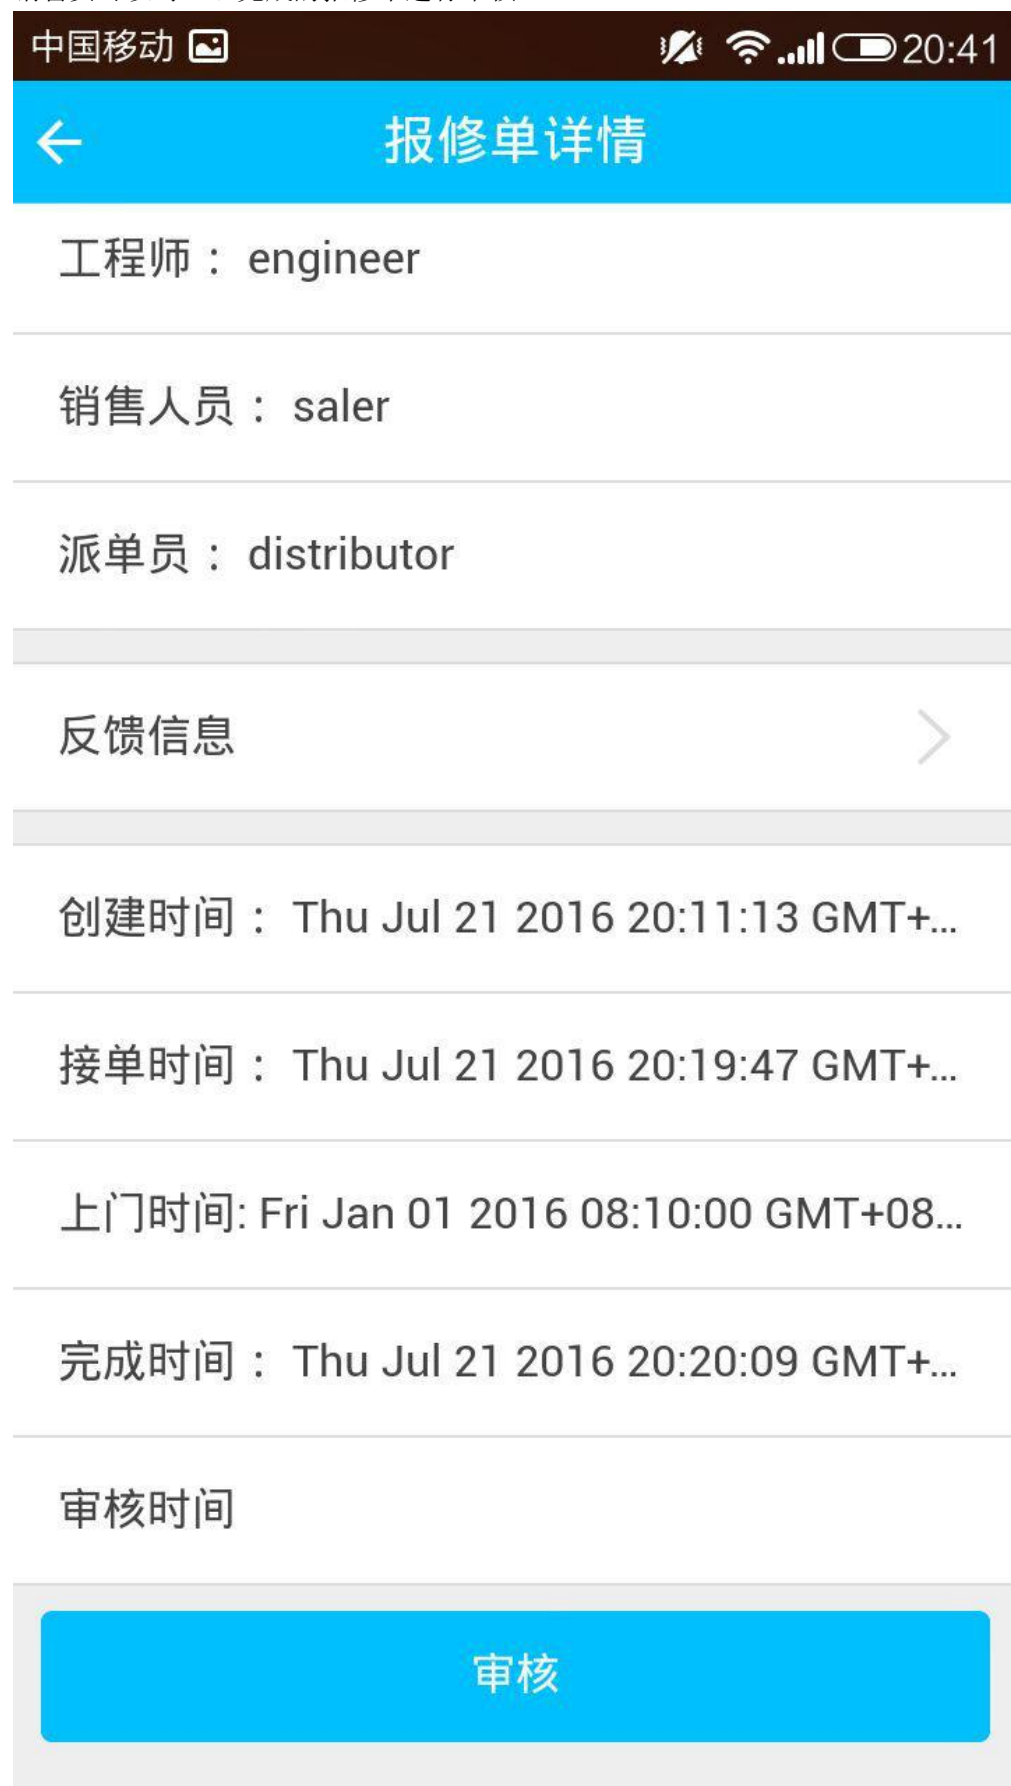 中国移动 20:41
报修单详情
工程师： engineer
销售人员： saler
派单员： distributor
反馈信息
创建时间： Thu Jul 21 2016 20:11:13 GMT+...
接单时间： Thu Jul 21 2016 20:19:47 GMT+...
上门时间: Fri Jan 01 2016 08:10:00 GMT+08...
完成时间： Thu Jul 21 2016 20:20:09 GMT+...
审核时间
审核